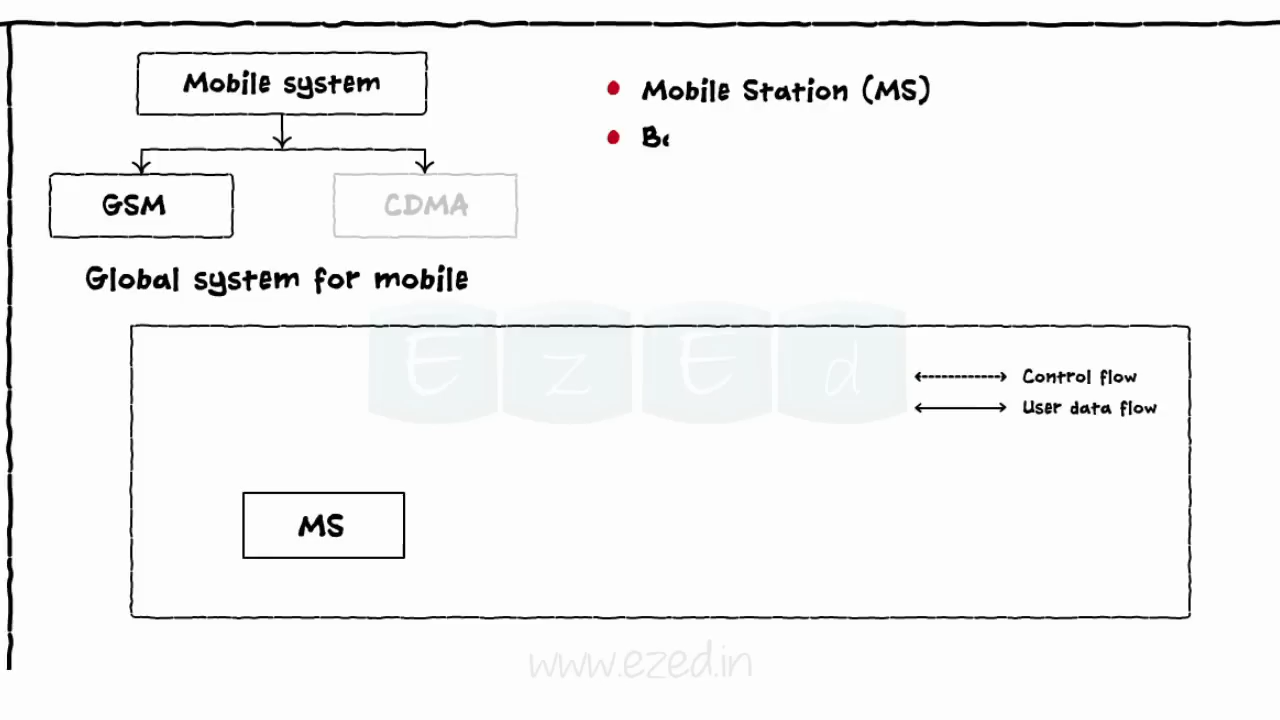 Mobile system
GSM
CDMA
Global system for mobile
• Mobile Station (MS)
Control flow
User data flow
MS
EzEd
www.ezed.in